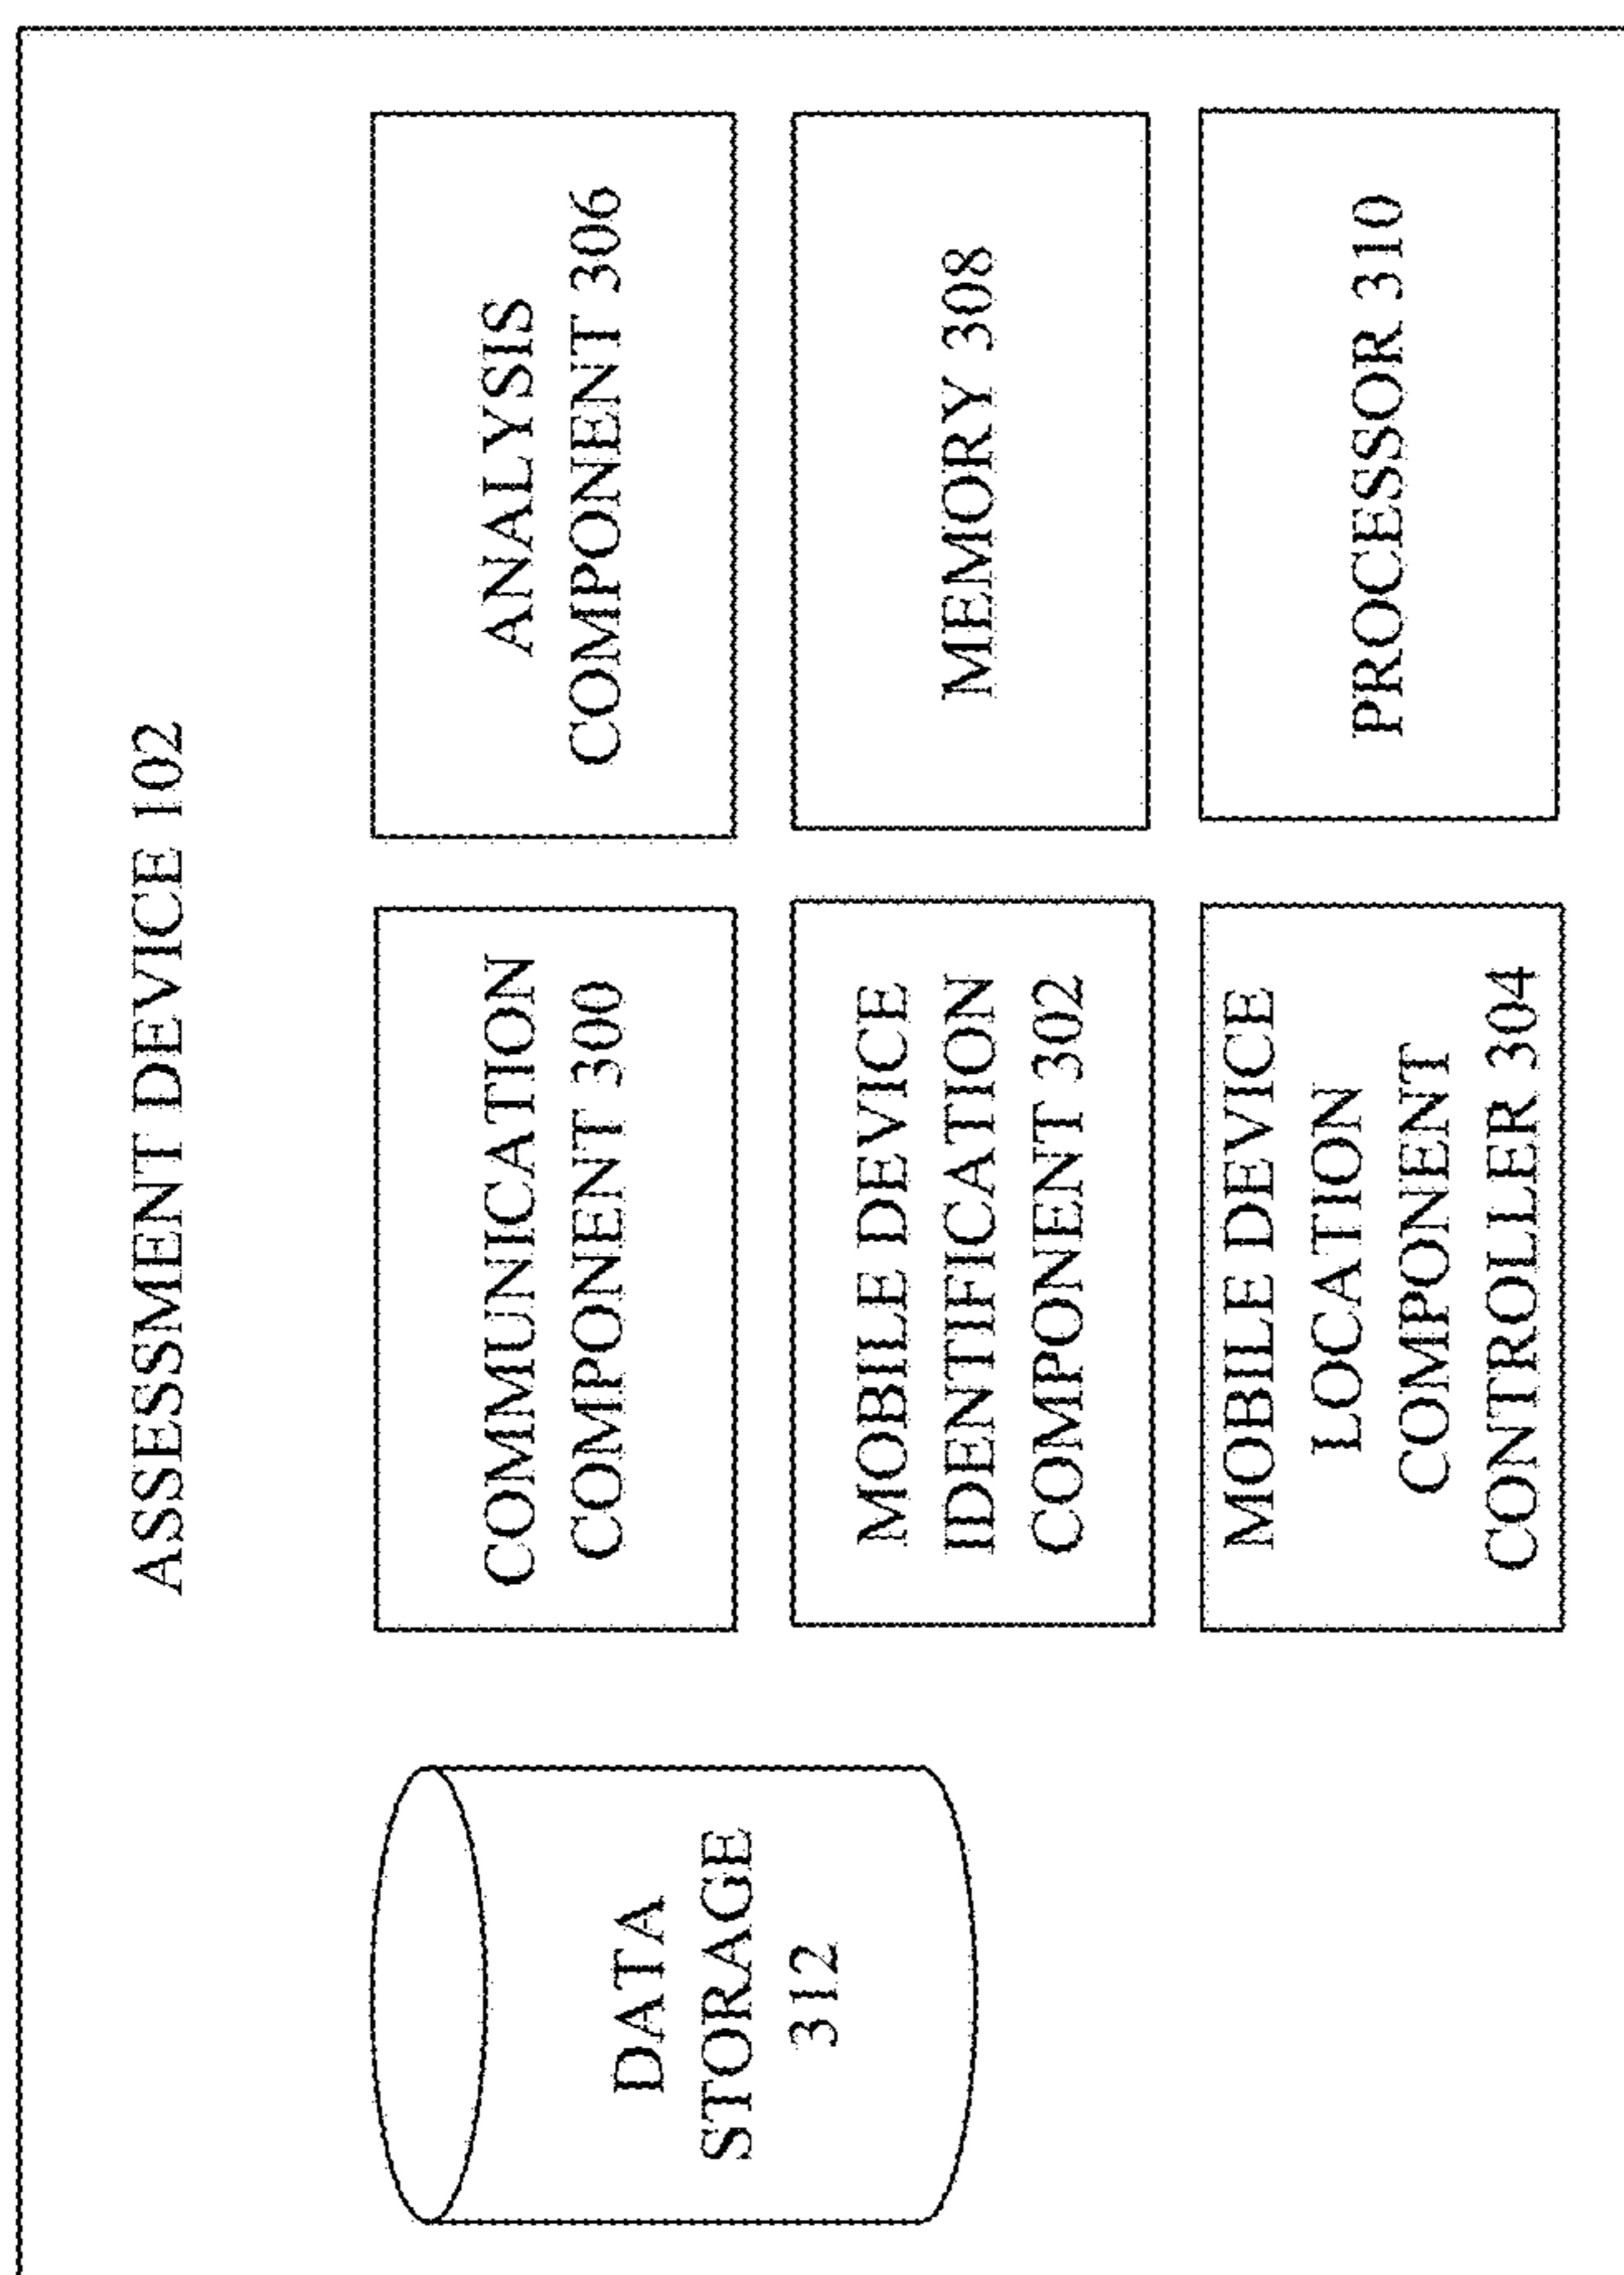 ASSESSMENT DEVICE 102
DATA
STORAGE
312
COMMUNICATION
COMPONENT 300
ANALYSIS
COMPONENT 306
MOBILE DEVICE
IDENTIFICATION
COMPONENT 302
MEMORY 308
MOBILE DEVICE
LOCATION
COMPONENT
CONTROLLER 304
PROCESSOR 310